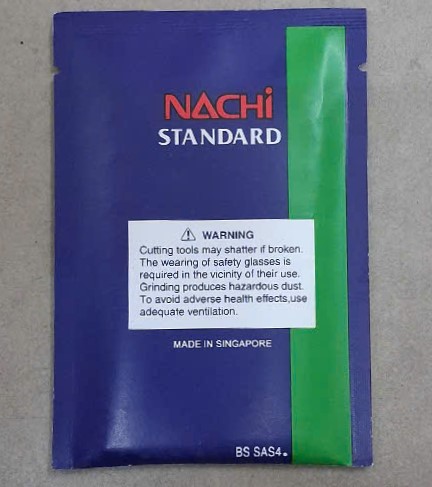 NACHi
STANDARD
⚠ WARNING
Cutting tools may shatter if broken.
The wearing of safety glasses is
required in the vicinity of their use.
Grinding produces hazardous dust.
To avoid adverse health effects,use
adequate ventilation.
MADE IN SINGAPORE
BS SAS4.